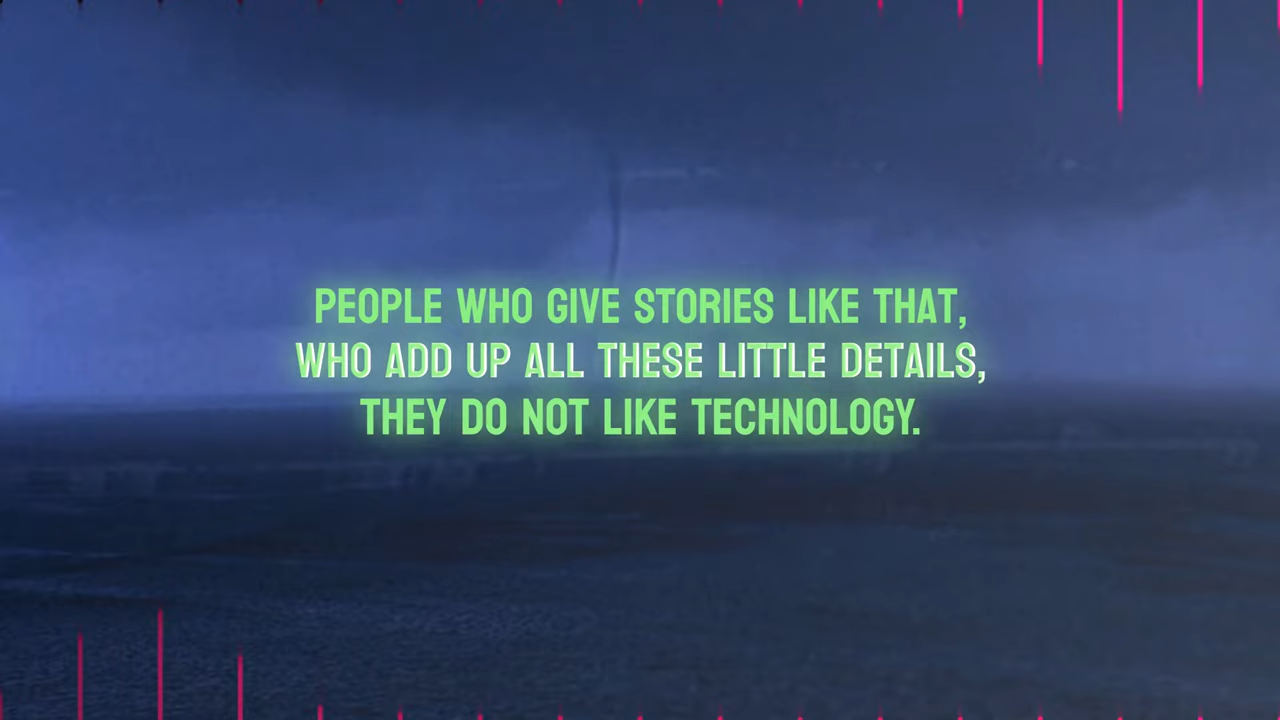 PEOPLE WHO GIVE STORIES LIKE THAT,
WHO ADD UP ALL THESE LITTLE DETAILS,
THEY DO NOT LIKE TECHNOLOGY.